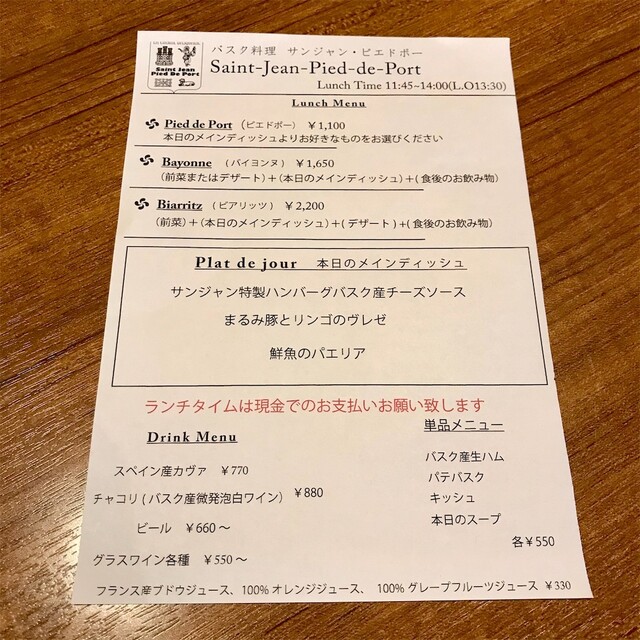 バスク料理 サンジャン・ピエドポー
Saint Jean
Pied De Port
Saint-Jean-Pied-de-Port
Lunch Time 11:45~14:00(L.O13:30)
Lunch Menu
Pied de Port (ピエドポー) ¥1,100
本日のメインディッシュよりお好きなものをお選びください
Bayonne (バイヨンヌ) ¥1,650
(前菜またはデザート)+(本日のメインディッシュ)+(食後のお飲み物)
Biarritz (ビアリッツ) ¥2,200
(前菜)+(本日のメインディッシュ)+(デザート)+(食後のお飲み物)
Plat de jour 本日のメインディッシュ
サンジャン特製ハンバーグバスク産チーズソース
まるみ豚とリンゴのヴレゼ
鮮魚のパエリア
ランチタイムは現金でのお支払いお願い致します
Drink Menu
スペイン産カヴァ ¥770
チャコリ(バスク産微発泡白ワイン) ¥880
ビール ¥660～
グラスワイン各種 ¥550～
単品メニュー
バスク産生ハム
パテバスク
キッシュ
本日のスープ
各¥550
フランス産ブドウジュース、100%オレンジジュース、100%グレープフルーツジュース ¥330